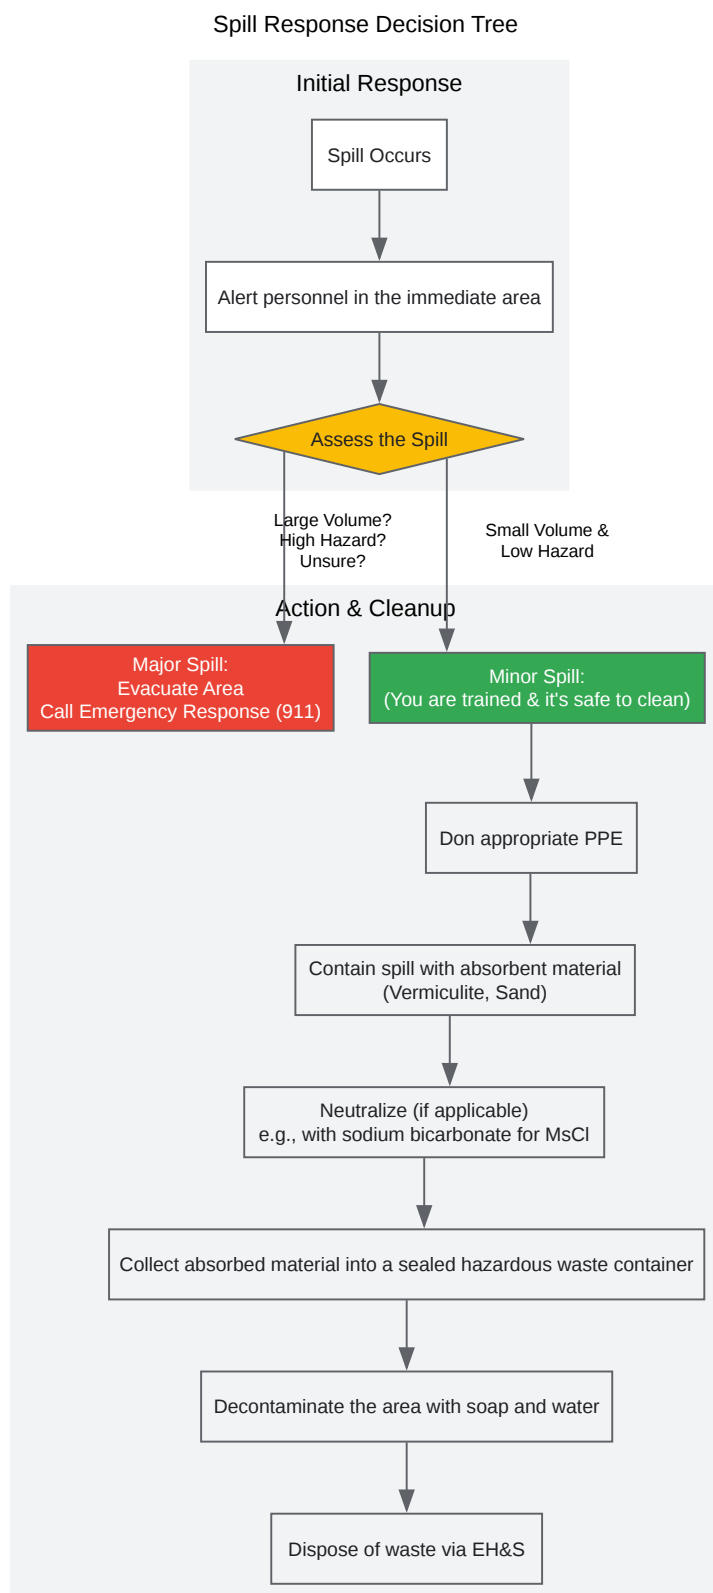 Spill Response Decision Tree
Initial Response
Spill Occurs
Alert personnel in the immediate area
Assess the Spill
Large Volume?
High Hazard?
Unsure?
Small Volume &
Low Hazard
Action & Cleanup
Major Spill:
Evacuate Area
Call Emergency Response (911)
Minor Spill:
(You are trained & it's safe to clean)
Don appropriate PPE
Contain spill with absorbent material
(Vermiculite, Sand)
Neutralize (if applicable)
e.g., with sodium bicarbonate for MsCl
Collect absorbed material into a sealed hazardous waste container
Decontaminate the area with soap and water
Dispose of waste via EH&S